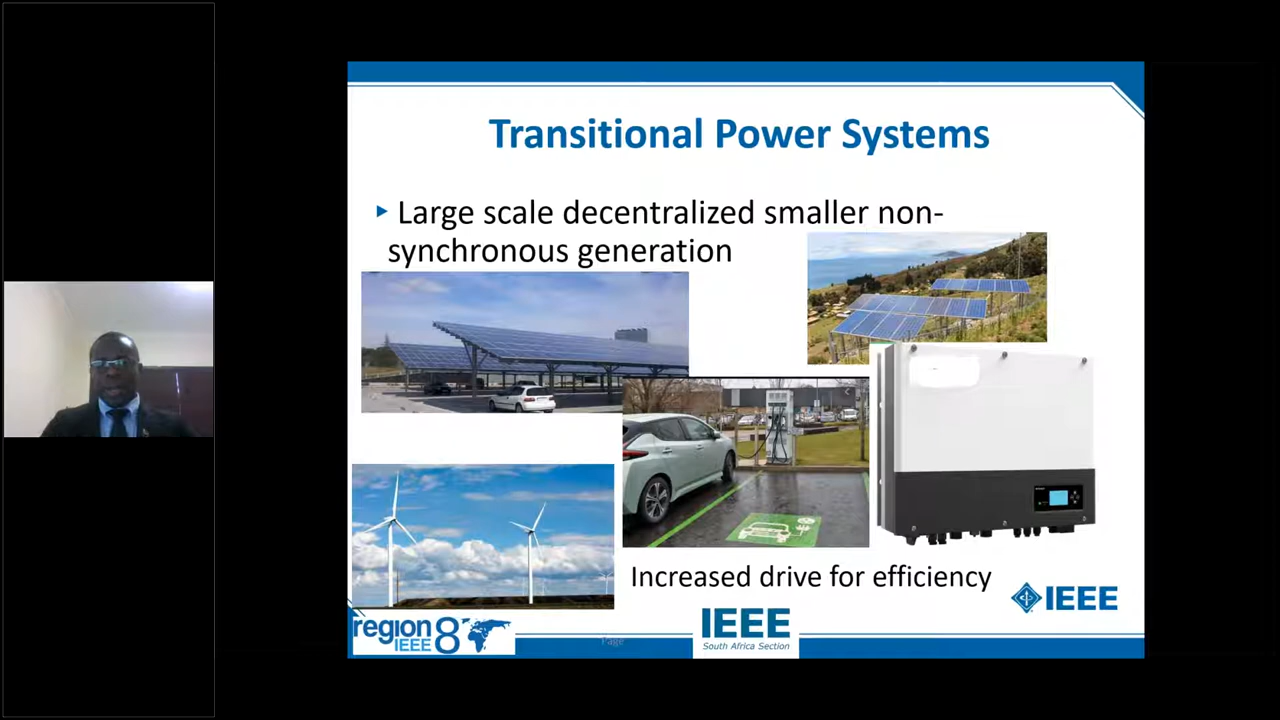 Transitional Power Systems
Large scale decentralized smaller non-
synchronous generation
Increased drive for efficiency
IEEE
region 8
IEEE
IEEE
South Africa Section
Page